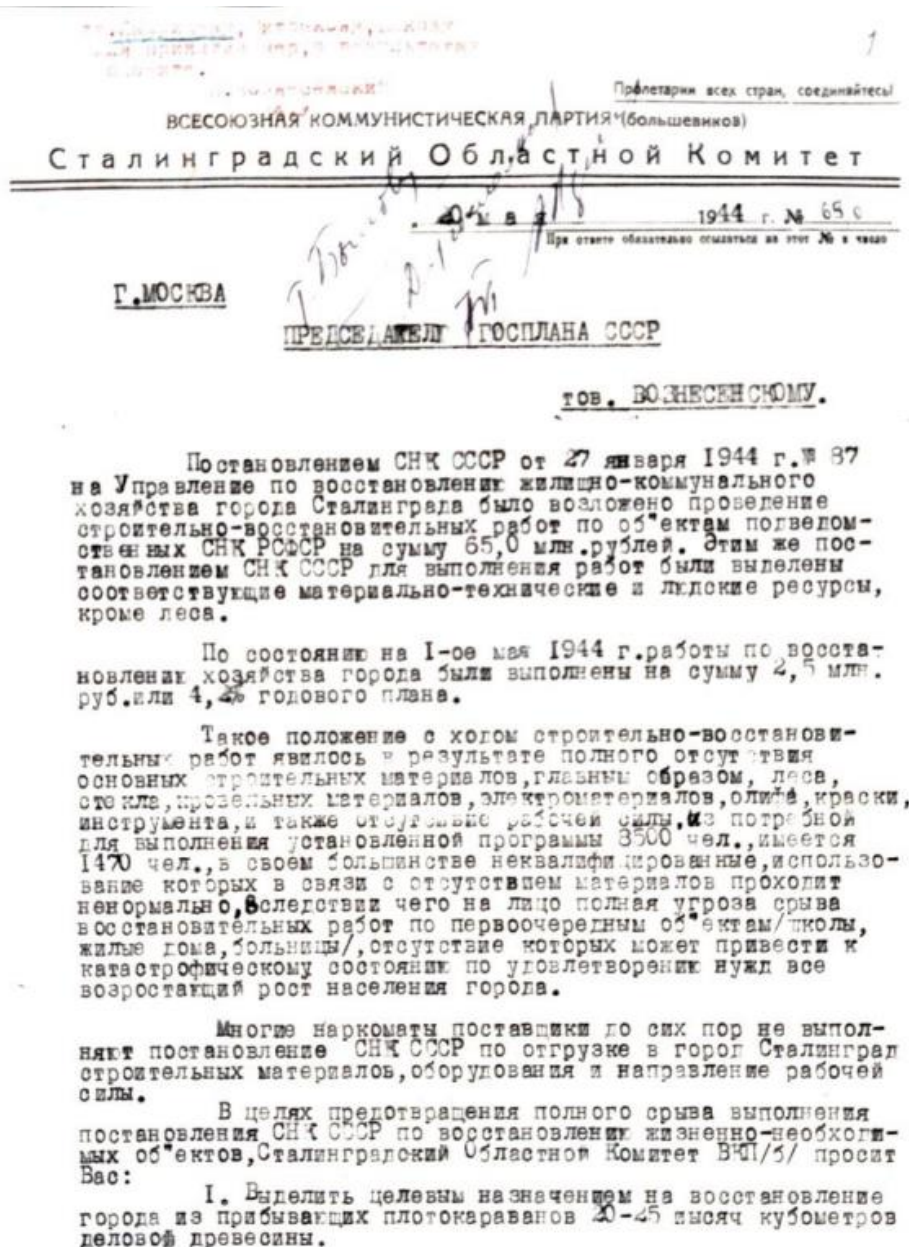 1
Пролетарии всех стран, соединяйтесь!
ВСЕСОЮЗНАЯ КОММУНИСТИЧЕСКАЯ ПАРТИЯ (большевиков)
Сталинградский Областной Комитет
мая 1944 г. № 65
При ответе обязательно ссылаться на этот № и число
Г.МОСКВА
ПРЕДСЕДАТЕЛЮ ГОСПЛАНА СССР
тов. ВОЗНЕСЕНСКОМУ.
Постановлением СНК СССР от 27 января 1944 г.№ 87
на Управление по восстановлению жилищно-коммунального
хозяйства города Сталинграда было возложено проведение
строительно-восстановительных работ по об"ектам подведом-
ственных СНК РСФСР на сумму 65,0 млн.рублей. Этим же пос-
тановлением СНК СССР для выполнения работ были выделены
соответствующие материально-технические и людские ресурсы,
кроме леса.
По состоянию на I-ое мая 1944 г.работы по восста-
новлению хозяйства города были выполнены на сумму 2,5 млн.
руб.или годового плана.
Такое положение с ходом строительно-восстанови-
тельных работ явилось в результате полного отсутствия
основных строительных материалов,главным образом, леса,
стекла,кровельных материалов,электроматериалов,олифа,краски,
инструмента,а также отсутствие рабочей силы,из потребной
для выполнения установленной программы 3500 чел.,имеется
1470 чел.,в своем большинстве неквалифицированные,использо-
вание которых в связи с отсутствием материалов проходит
ненормально,вследствии чего на лицо полная угроза срыва
восстановительных работ по первоочередным об"ектам/школы,
жилые дома,больницы/,отсутствие которых может привести к
катастрофическому состоянию по удовлетворению нужд все
возростающий рост населения города.
Многие наркоматы поставщики до сих пор не выпол-
няют постановление СНК СССР по отгрузке в город Сталинград
строительных материалов,оборудования и направление рабочей
силы.
В целях предотвращения полного срыва выполнения
постановления СНК СССР по восстановлению жизненно-необходи-
мых об"ектов,Сталинградский Областной Комитет ВКП/б/ просит
Вас:
I. Выделить целевым назначением на восстановление
города из прибывающих плотокараванов 20-25 тысяч кубометров
деловой древесины.